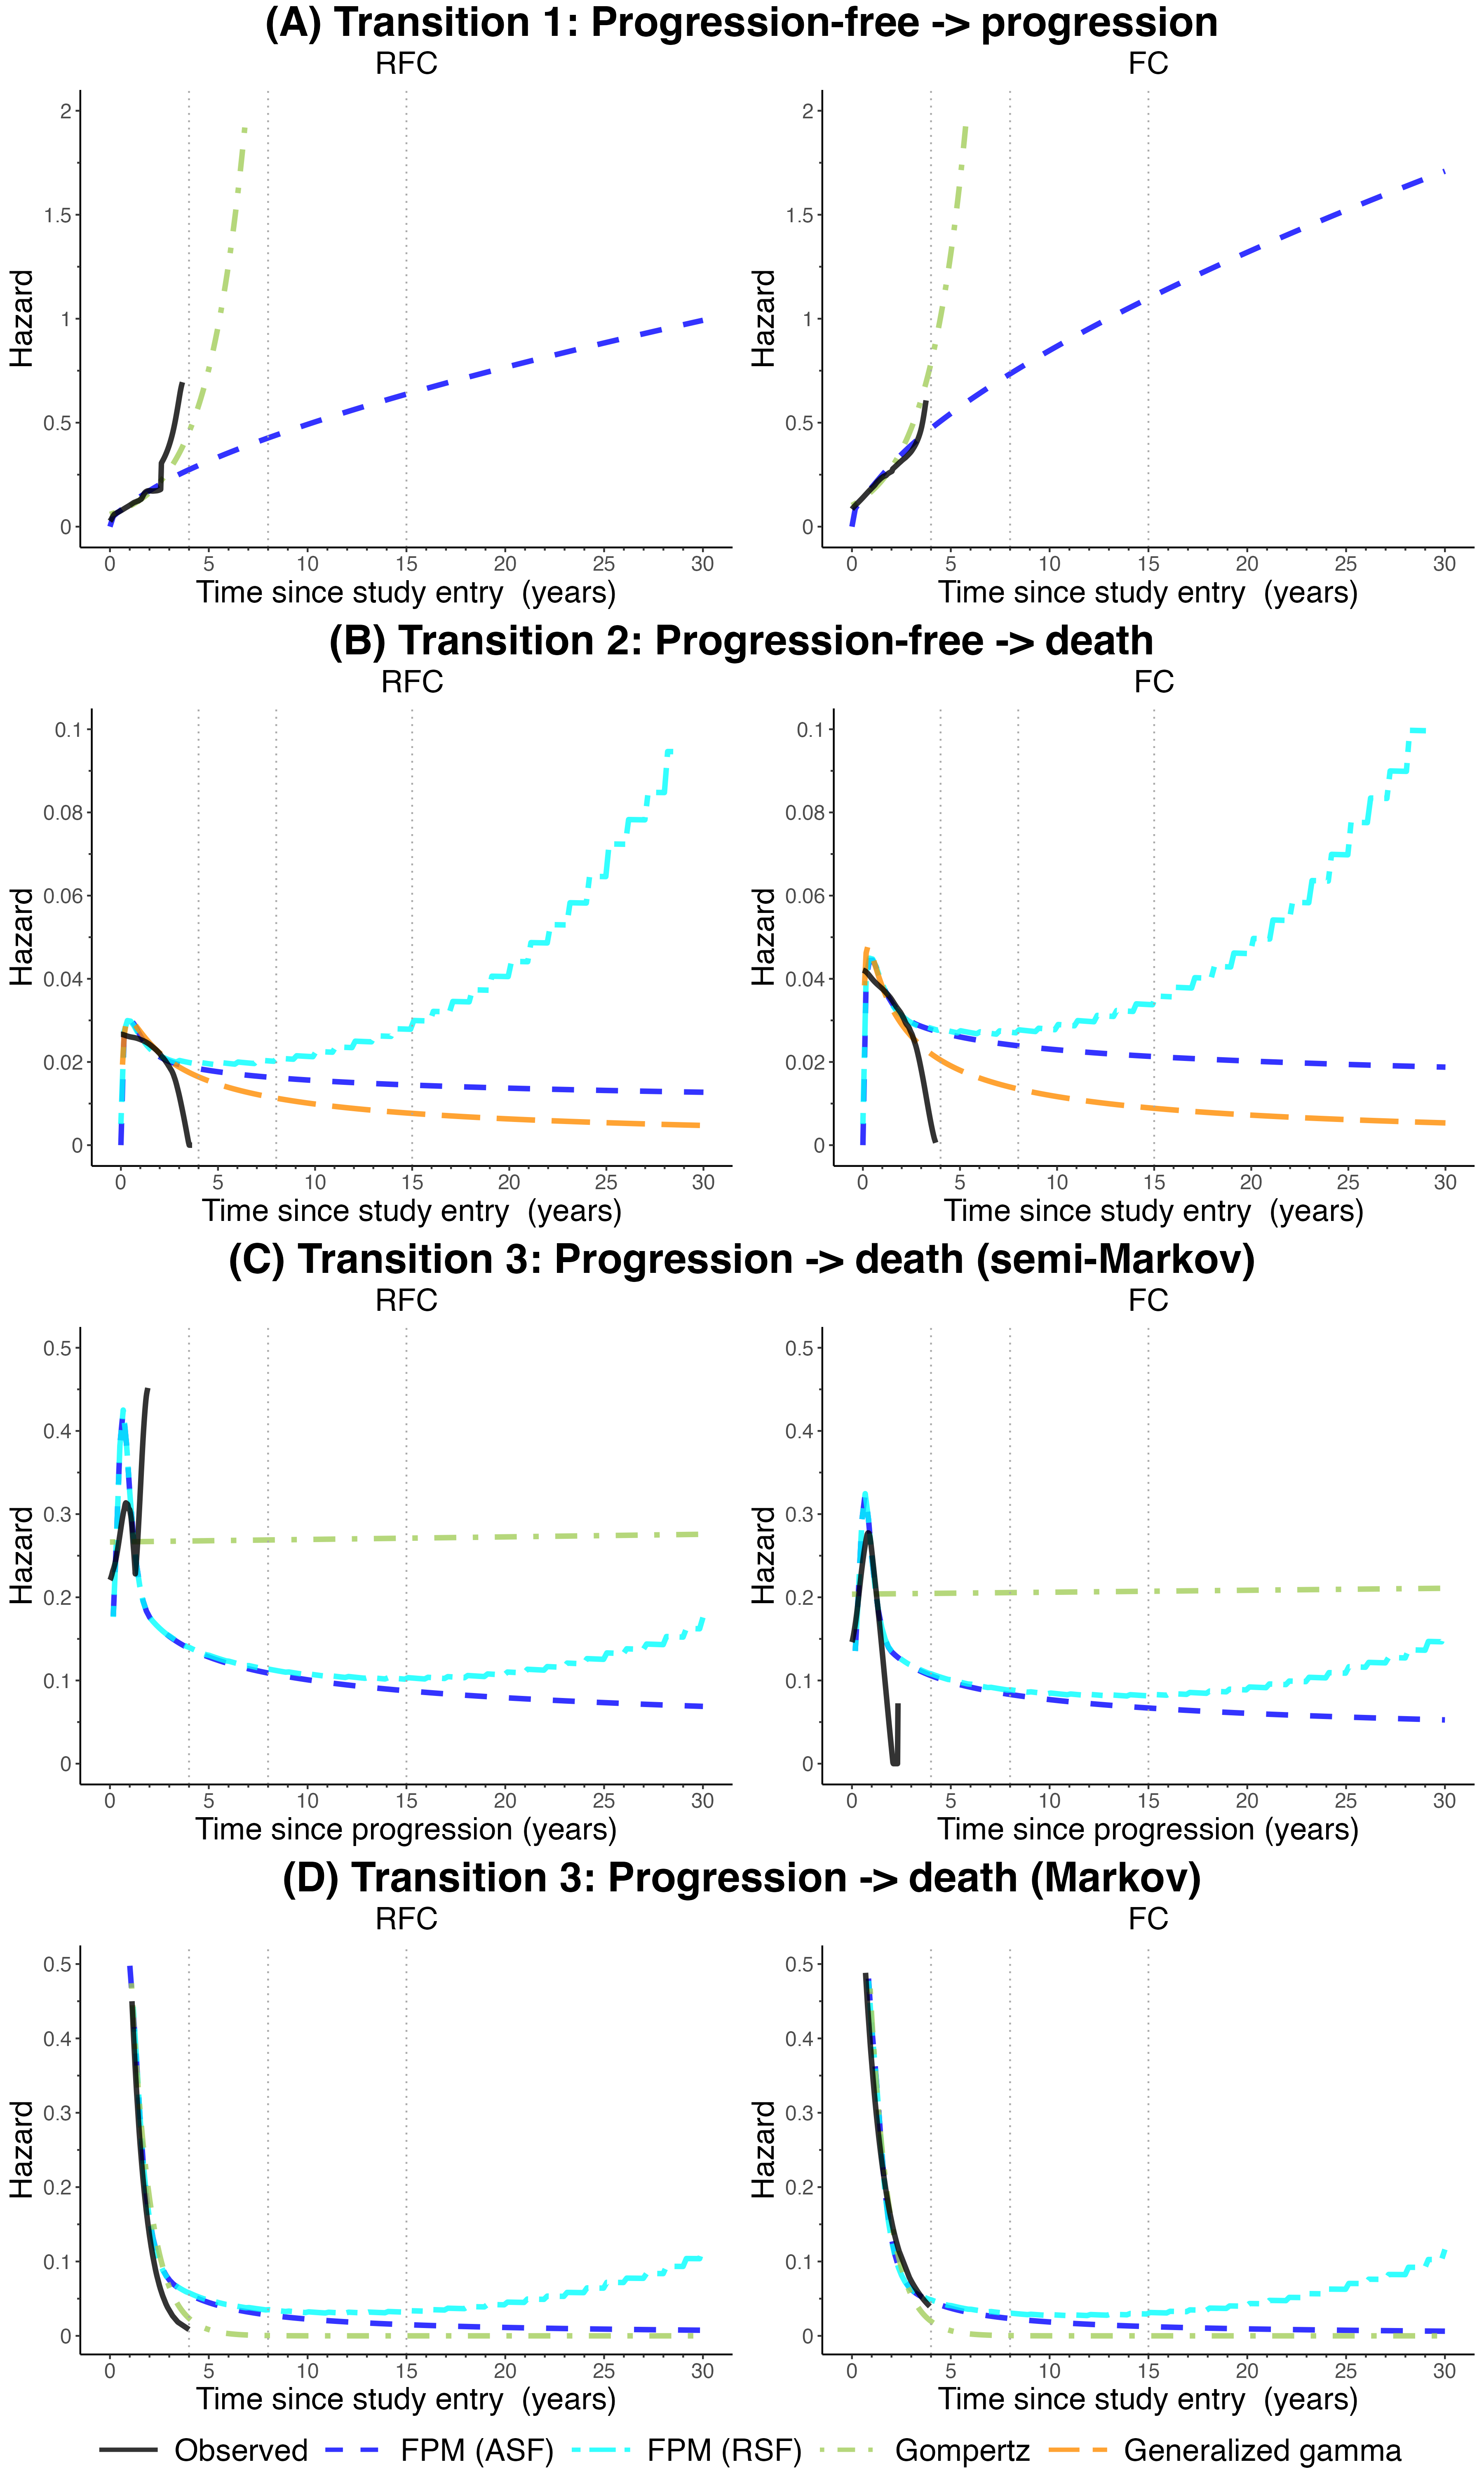 (A) Transition 1: Progression-free -> progression
RFC
FC
Hazard
2
1.5
1
0.5
0
0 5 10 15 20 25 30
Time since study entry (years)
Hazard
2
1.5
1
0.5
0
0 5 10 15 20 25 30
Time since study entry (years)
(B) Transition 2: Progression-free -> death
RFC
FC
Hazard
0.1
0.08
0.06
0.04
0.02
0
0 5 10 15 20 25 30
Time since study entry (years)
Hazard
0.1
0.08
0.06
0.04
0.02
0
0 5 10 15 20 25 30
Time since study entry (years)
(C) Transition 3: Progression -> death (semi-Markov)
RFC
FC
Hazard
0.5
0.4
0.3
0.2
0.1
0
0 5 10 15 20 25 30
Time since progression (years)
Hazard
0.5
0.4
0.3
0.2
0.1
0
0 5 10 15 20 25 30
Time since progression (years)
(D) Transition 3: Progression -> death (Markov)
RFC
FC
Hazard
0.5
0.4
0.3
0.2
0.1
0
0 5 10 15 20 25 30
Time since study entry (years)
Hazard
0.5
0.4
0.3
0.2
0.1
0
0 5 10 15 20 25 30
Time since study entry (years)
Observed FPM (ASF) FPM (RSF) Gompertz Generalized gamma